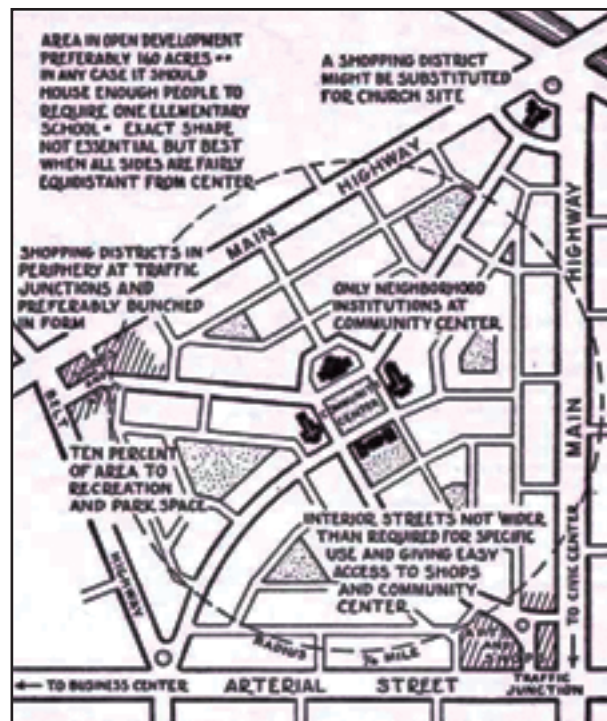 AREA IN OPEN DEVELOPMENT
PREFERABLY 160 ACRES **
IN ANY CASE IT SHOULD
HOUSE ENOUGH PEOPLE TO
REQUIRE ONE ELEMENTARY
SCHOOL • EXACT SHAPE
NOT ESSENTIAL BUT BEST
WHEN ALL SIDES ARE FAIRLY
EQUIDISTANT FROM CENTER
A SHOPPING DISTRICT
MIGHT BE SUBSTITUTED
FOR CHURCH SITE
MAIN HIGHWAY
HIGHWAY
MAIN
SHOPPING DISTRICTS IN
PERIPHERY AT TRAFFIC
JUNCTIONS AND
PREFERABLY BUNCHED
IN FORM
ONLY NEIGHBORHOOD
INSTITUTIONS AT
COMMUNITY CENTER
COMMUNITY
CENTER
BELT
HIGHWAY
TEN PERCENT
OF AREA TO
RECREATION
AND PARK SPACE
INTERIOR STREETS NOT WIDER
THAN REQUIRED FOR SPECIFIC
USE AND GIVING EASY
ACCESS TO SHOPS
AND COMMUNITY
CENTER
TO CIVIC CENTER
RADIUS MILE
AND
SHOPS
TRAFFIC
JUNCTION
TO BUSINESS CENTER
ARTERIAL STREET